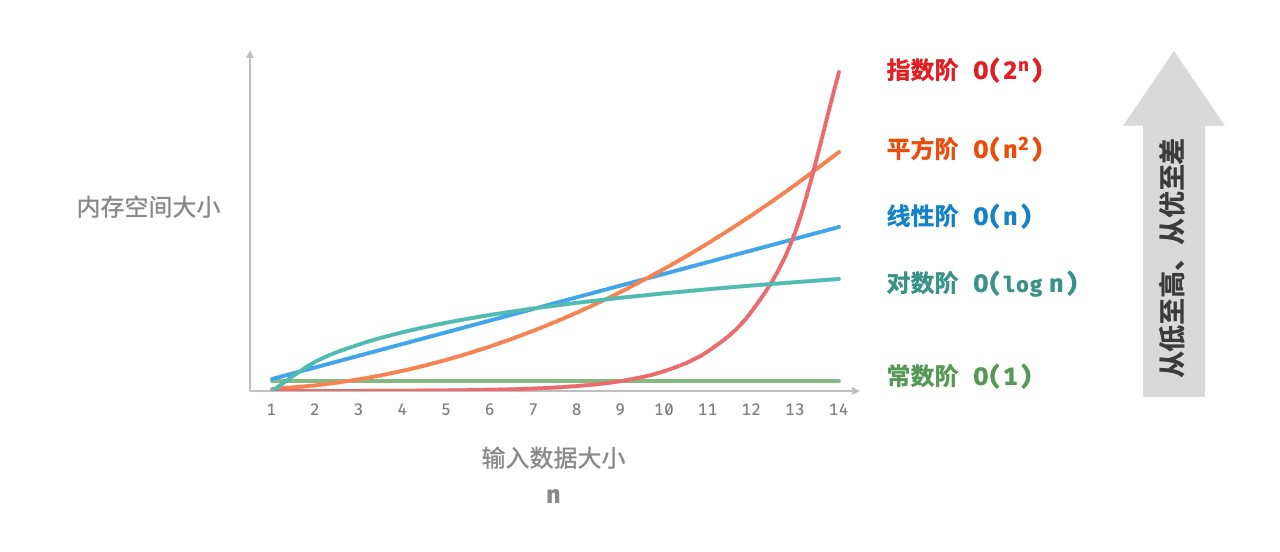 指数阶 O(2ⁿ)
平方阶 O(n²)
内存空间大小
线性阶 O(n)
对数阶 O(log n)
常数阶 O(1)
从低至高、从优至差
1 2 3 4 5 6 7 8 9 10 11 12 13 14
输入数据大小
n